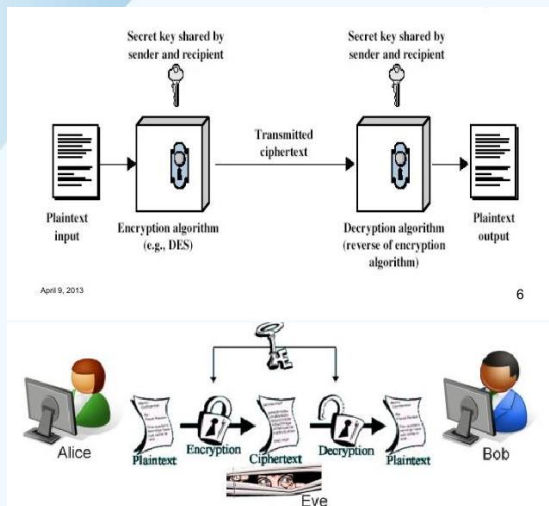 Secret key shared by
sender and recipient
Secret key shared by
sender and recipient
Transmitted
ciphertext
Plaintext
input
Encryption algorithm
(e.g., DES)
Decryption algorithm
(reverse of encryption
algorithm)
Plaintext
output
April 9, 2013
6
Alice
Plaintext
Encryption
Ciphertext
Decryption
Plaintext
Bob
Eve